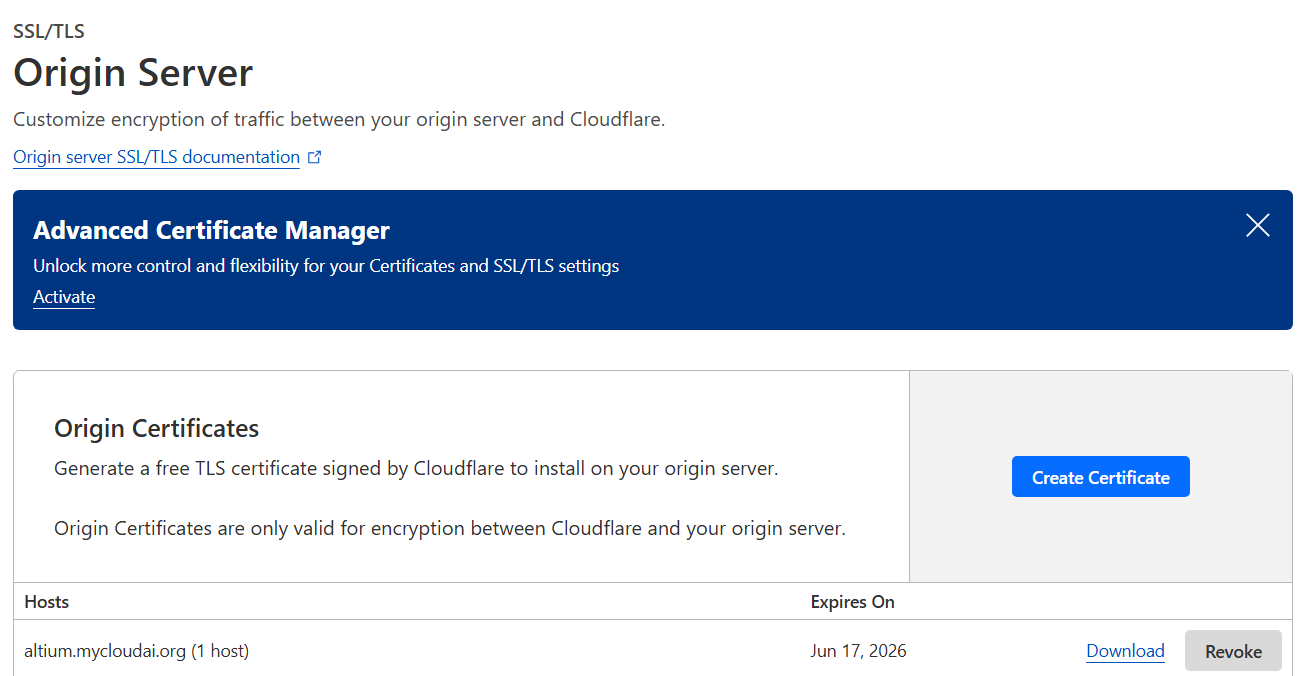 SSL/TLS
Origin Server
Customize encryption of traffic between your origin server and Cloudflare.
Origin server SSL/TLS documentation
Advanced Certificate Manager
Unlock more control and flexibility for your Certificates and SSL/TLS settings
Activate
Origin Certificates
Generate a free TLS certificate signed by Cloudflare to install on your origin server.
Create Certificate
Origin Certificates are only valid for encryption between Cloudflare and your origin server.
Hosts Expires On
altium.mycloudai.org (1 host) Jun 17, 2026 Download Revoke